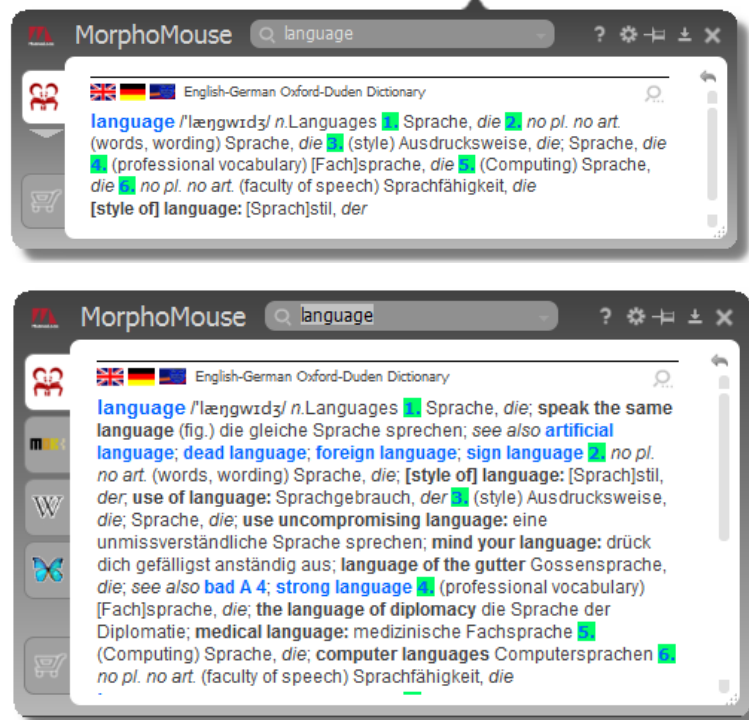 MorphoMouse
language
?
English-German Oxford-Duden Dictionary
language /'læŋgwɪdʒ/ n.Languages 1. Sprache, die 2. no pl. no art.
(words, wording) Sprache, die 3. (style) Ausdrucksweise, die; Sprache, die
4. (professional vocabulary) [Fach]sprache, die 5. (Computing) Sprache,
die 6. no pl. no art. (faculty of speech) Sprachfähigkeit, die
[style of] language: [Sprach]stil, der
MorphoMouse
language
?
English-German Oxford-Duden Dictionary
language /'læŋgwɪdʒ/ n.Languages 1. Sprache, die; speak the same
language (fig.) die gleiche Sprache sprechen; see also artificial
language; dead language; foreign language; sign language 2. no pl.
no art. (words, wording) Sprache, die; [style of] language: [Sprach]stil,
der; use of language: Sprachgebrauch, der 3. (style) Ausdrucksweise,
die; Sprache, die; use uncompromising language: eine
unmissverständliche Sprache sprechen; mind your language: drück
dich gefälligst anständig aus; language of the gutter Gossensprache,
die; see also bad A 4; strong language 4. (professional vocabulary)
[Fach]sprache, die; the language of diplomacy die Sprache der
Diplomatie; medical language: medizinische Fachsprache 5.
(Computing) Sprache, die; computer languages Computersprachen 6.
no pl. no art. (faculty of speech) Sprachfähigkeit, die
W